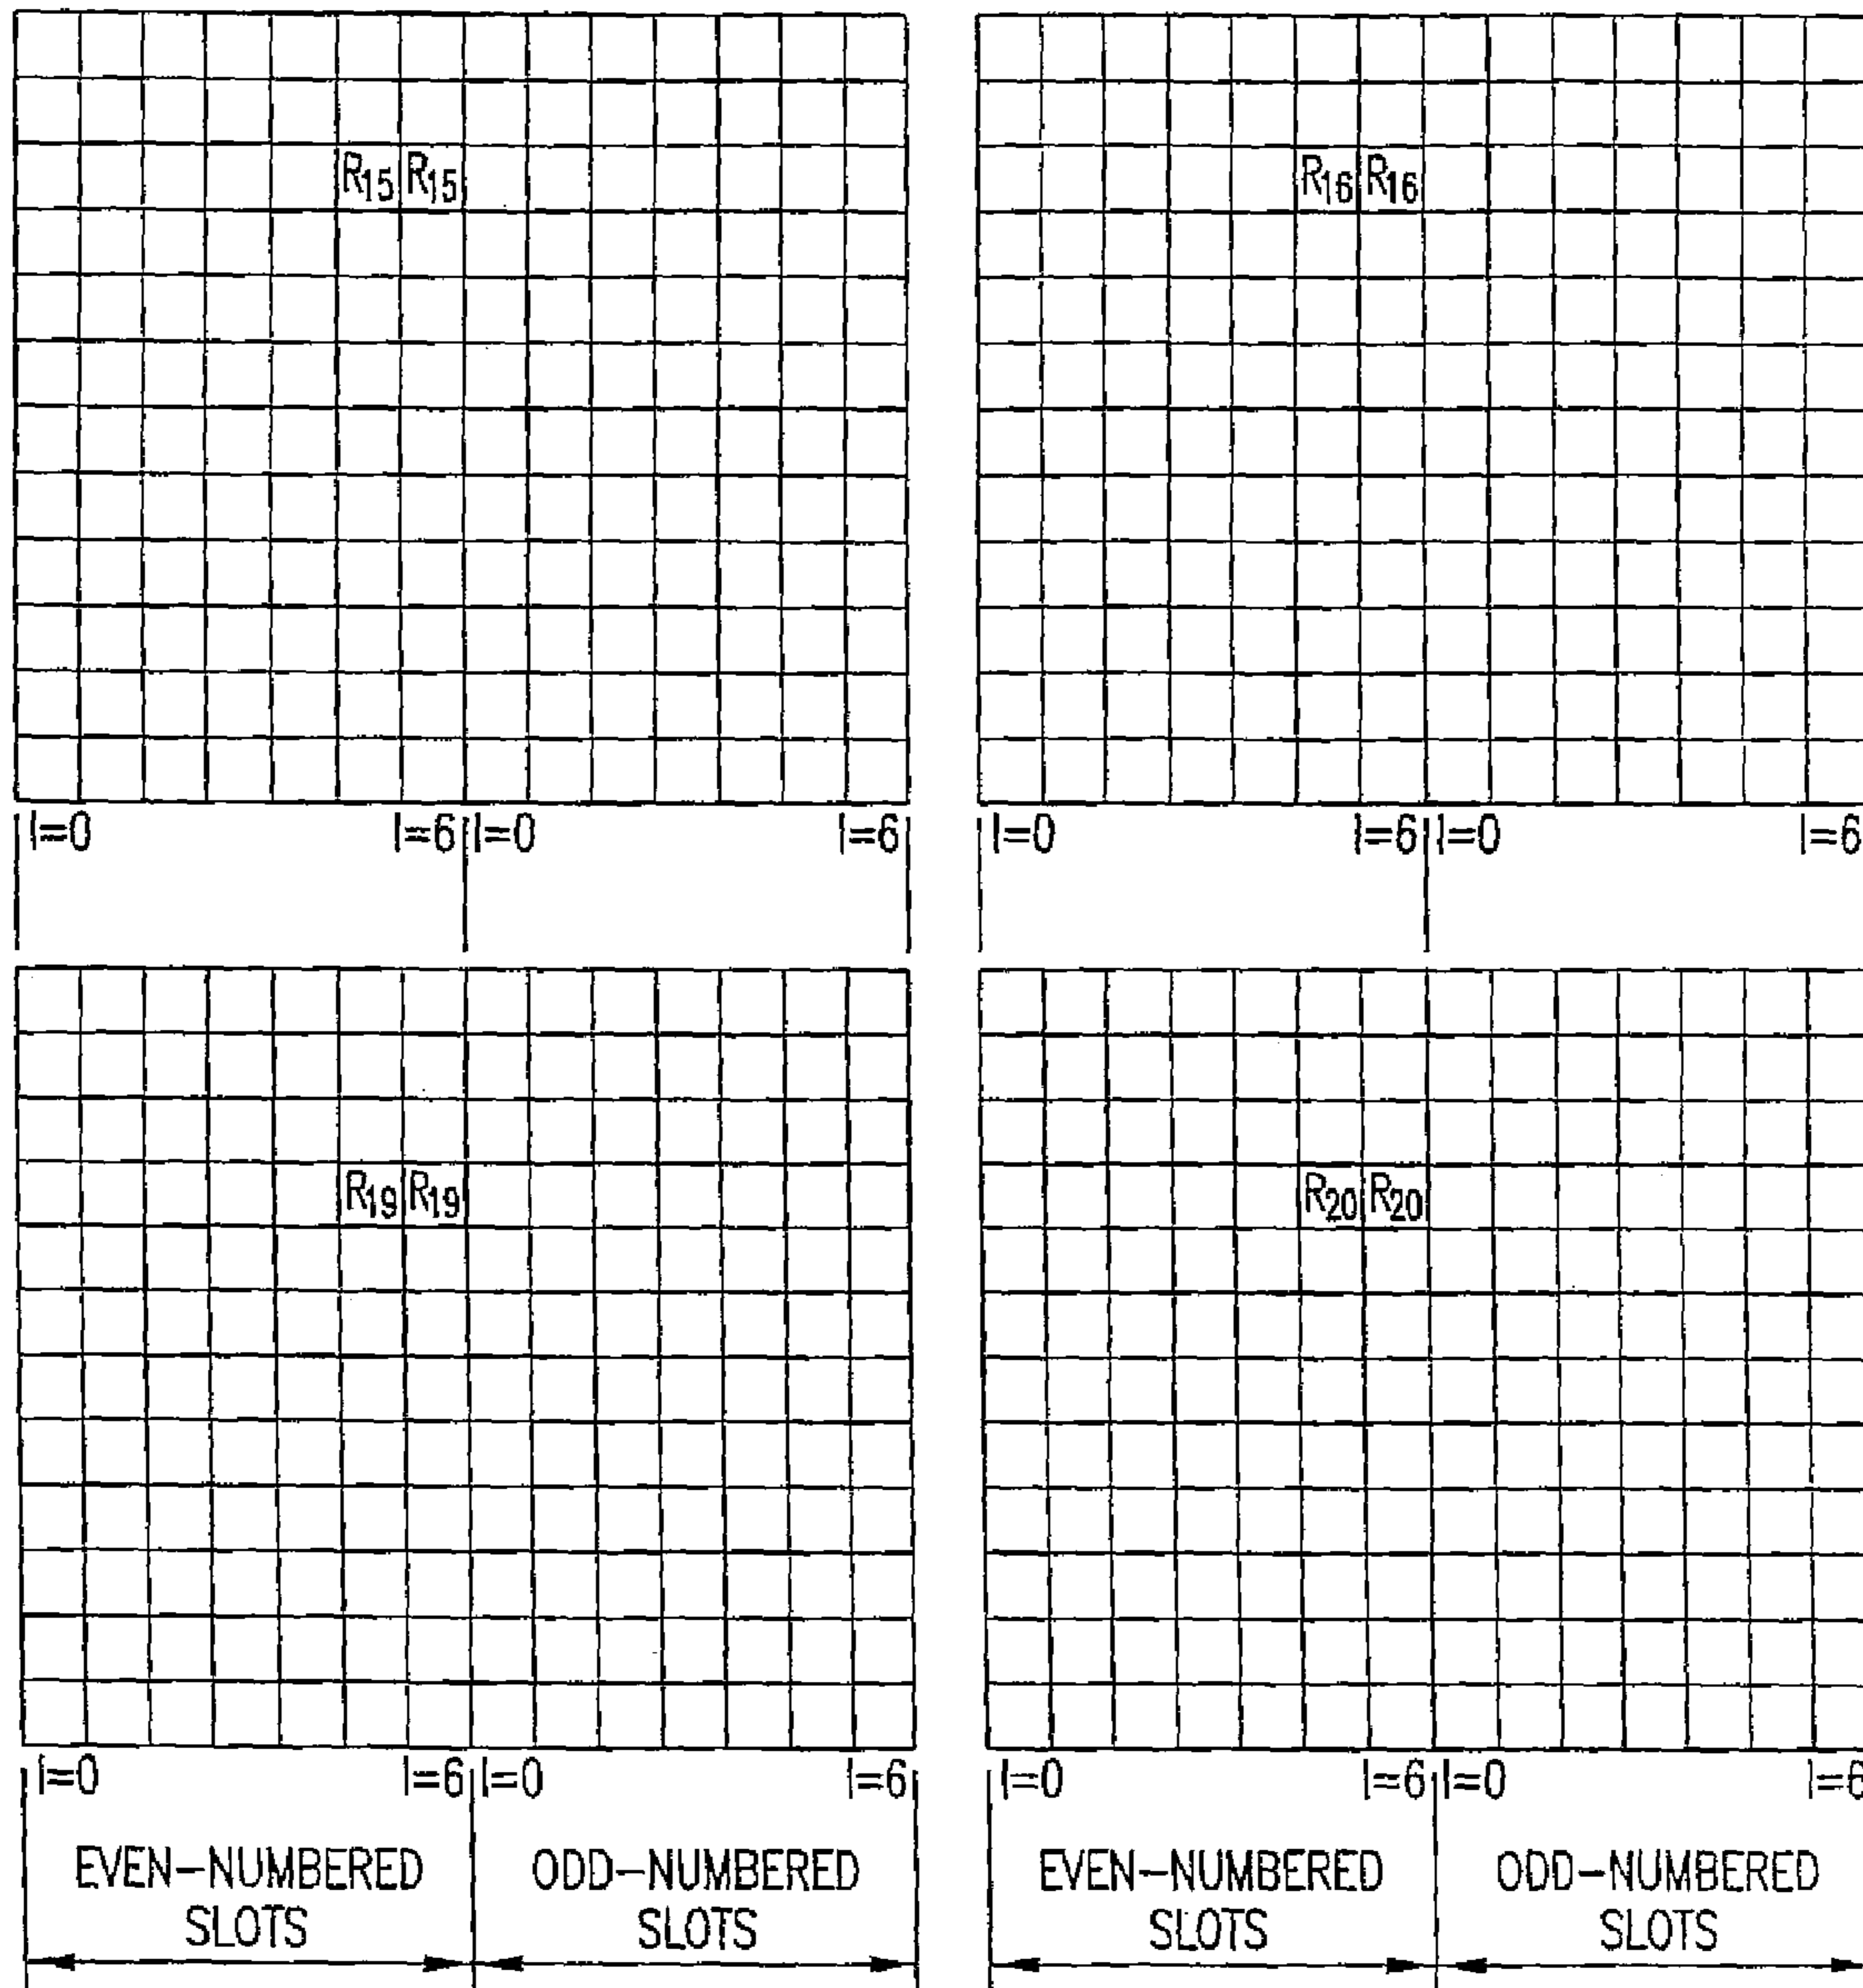 R15 R15 R16 R16
l=0 l=6 l=0 l=6 l=0 l=6 l=0 l=6
R19 R19 R20 R20
l=0 l=6 l=0 l=6 l=0 l=6 l=0 l=6
EVEN-NUMBERED ODD-NUMBERED EVEN-NUMBERED ODD-NUMBERED
SLOTS SLOTS SLOTS SLOTS